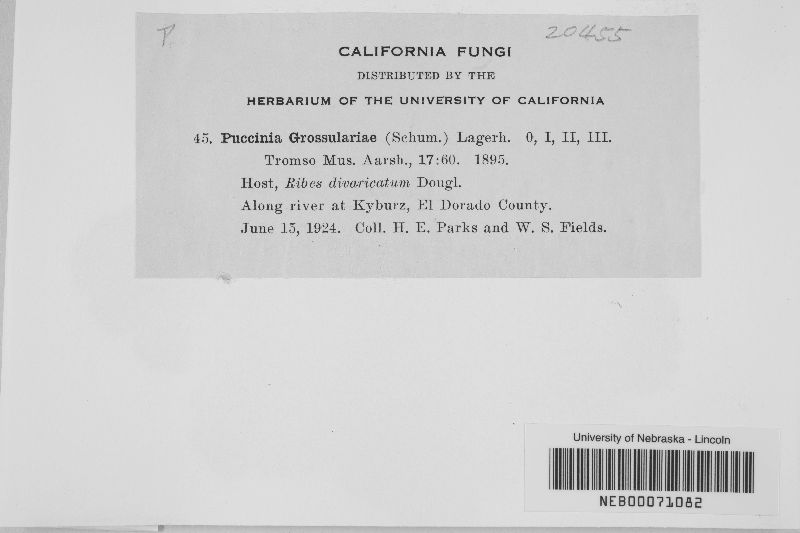 P.
20455
CALIFORNIA FUNGI
DISTRIBUTED BY THE
HERBARIUM OF THE UNIVERSITY OF CALIFORNIA
45. Puccinia Grossulariae (Schum.) Lagerh. 0, I, II, III.
Tromso Mus. Aarsh., 17:60. 1895.
Host, Ribes divaricatum Dougl.
Along river at Kyburz, El Dorado County.
June 15, 1924. Coll. H. E. Parks and W. S. Fields.
University of Nebraska - Lincoln
NEB00071082